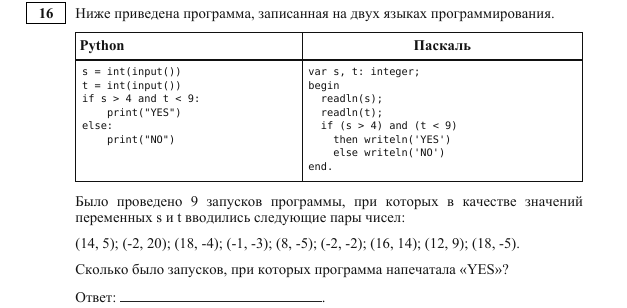 16 Ниже приведена программа, записанная на двух языках программирования.
Python
s = int(input())
t = int(input())
if s > 4 and t < 9:
    print("YES")
else:
    print("NO")
Паскаль
var s, t: integer;
begin
  readln(s);
  readln(t);
  if (s > 4) and (t < 9)
    then writeln('YES')
    else writeln('NO')
end.
Было проведено 9 запусков программы, при которых в качестве значений
переменных s и t вводились следующие пары чисел:
(14, 5); (-2, 20); (18, -4); (-1, -3); (8, -5); (-2, -2); (16, 14); (12, 9); (18, -5).
Сколько было запусков, при которых программа напечатала «YES»?
Ответ: ___________________________.